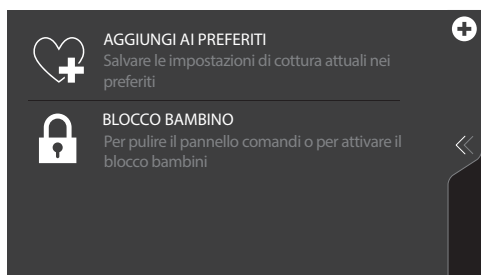 AGGIUNGI AI PREFERITI
Salvare le impostazioni di cottura attuali nei
preferiti
BLOCCO BAMBINO
Per pulire il pannello comandi o per attivare il
blocco bambini